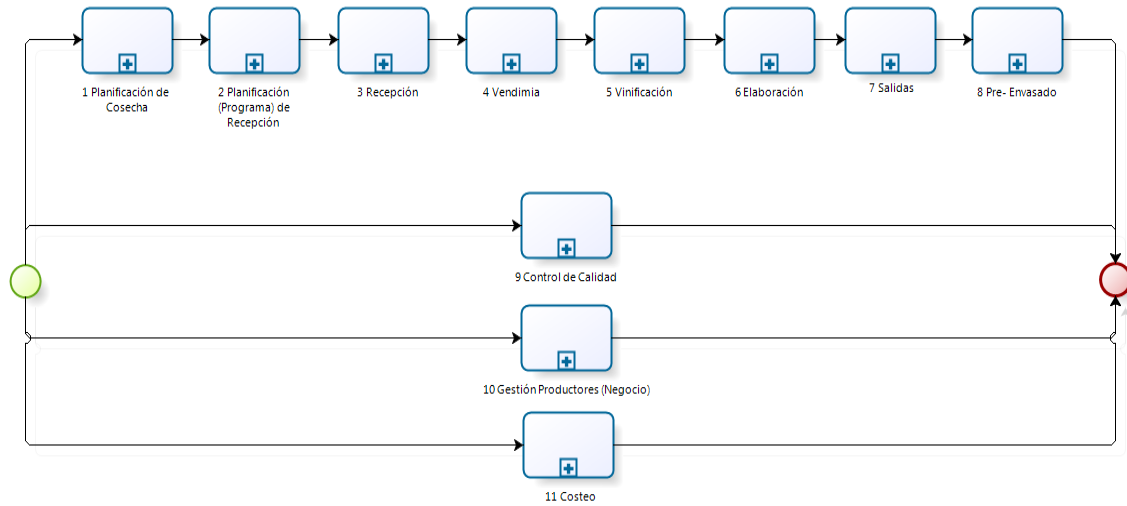 1 Planificación de
Cosecha
2 Planificación
(Programa) de
Recepción
3 Recepción
4 Vendimia
5 Vinificación
6 Elaboración
7 Salidas
8 Pre- Envasado
9 Control de Calidad
10 Gestión Productores (Negocio)
11 Costeo